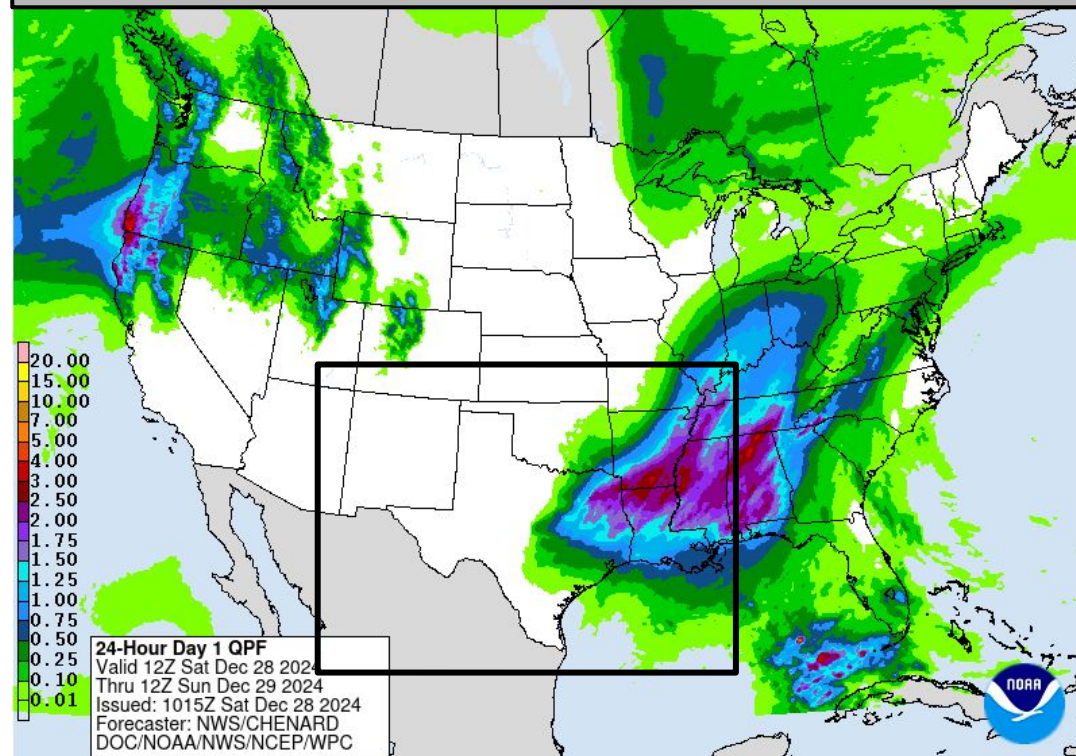 20.00
15.00
10.00
7.00
5.00
4.00
3.00
2.50
2.00
1.75
1.50
1.25
1.00
0.75
0.50
0.25
0.10
0.01
24-Hour Day 1 QPF
Valid 12Z Sat Dec 28 2024
Thru 12Z Sun Dec 29 2024
Issued: 1015Z Sat Dec 28 2024
Forecaster: NWS/CHENARD
DOC/NOAA/NWS/NCEP/WPC
NOAA